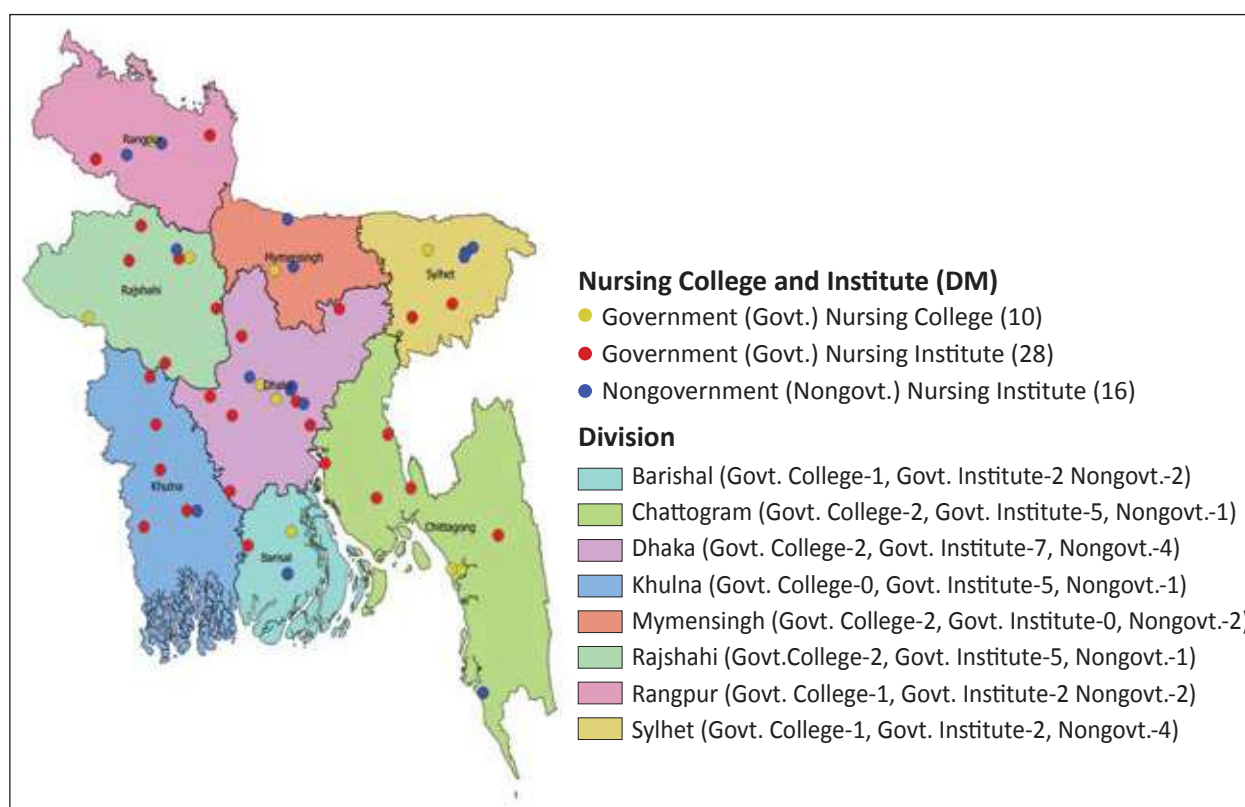 Rangpur
Rajshahi
Mymensingh
Sylhet
Dhaka
Khulna
Barisal
Chittagong
1
Nursing College and Institute (DM)
Government (Govt.) Nursing College (10)
Government (Govt.) Nursing Institute (28)
Nongovernment (Nongovt.) Nursing Institute (16)
Division
Barishal (Govt. College-1, Govt. Institute-2 Nongovt.-2)
Chattogram (Govt. College-2, Govt. Institute-5, Nongovt.-1)
Dhaka (Govt. College-2, Govt. Institute-7, Nongovt.-4)
Khulna (Govt. College-0, Govt. Institute-5, Nongovt.-1)
Mymensingh (Govt. College-2, Govt. Institute-0, Nongovt.-2)
Rajshahi (Govt.College-2, Govt. Institute-5, Nongovt.-1)
Rangpur (Govt. College-1, Govt. Institute-2 Nongovt.-2)
Sylhet (Govt. College-1, Govt. Institute-2, Nongovt.-4)